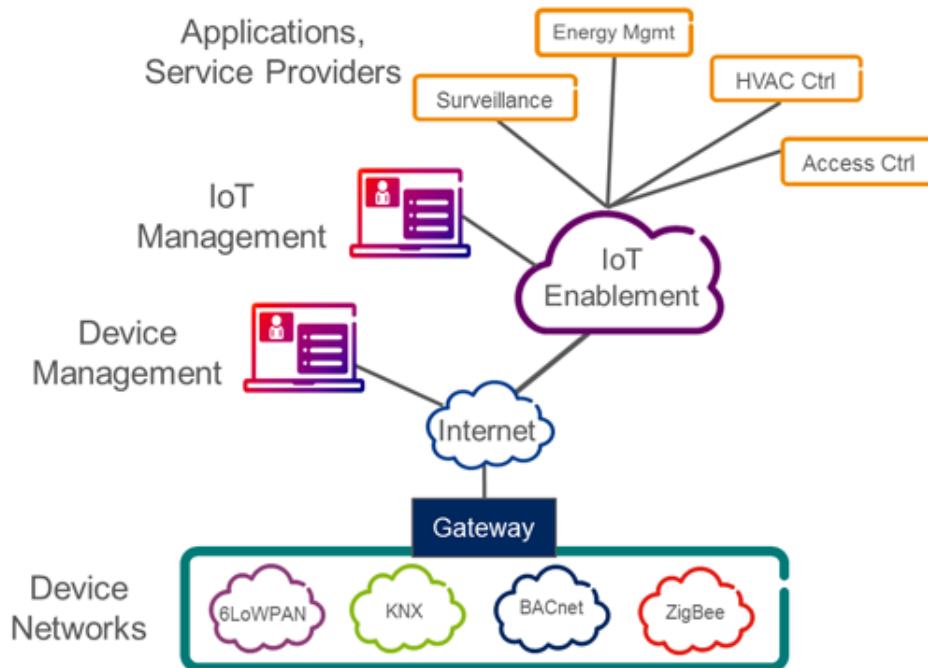 Applications,
Service Providers
Energy Mgmt
Surveillance
HVAC Ctrl
Access Ctrl
IoT
Management
IoT
Enablement
Device
Management
Internet
Gateway
Device
Networks
6LoWPAN
KNX
BACnet
ZigBee